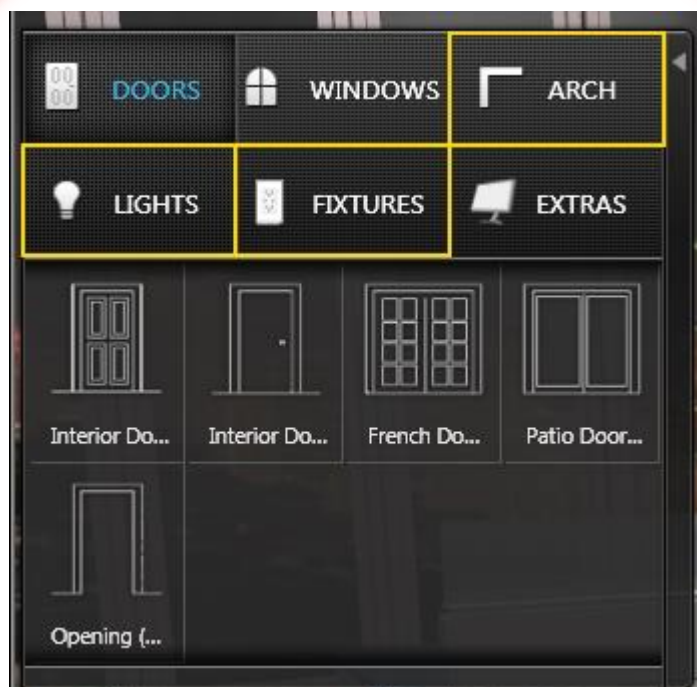 DOORS WINDOWS ARCH
LIGHTS FIXTURES EXTRAS
Interior Do... Interior Do... French Do... Patio Door...
Opening (...